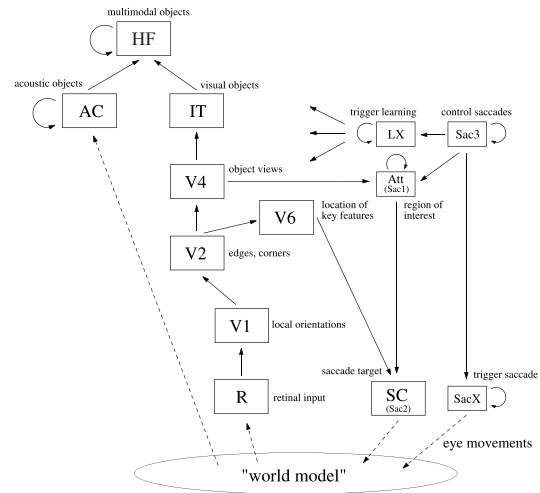 multimodal objects
HF
acoustic objects
visual objects
AC
IT
trigger learning
control saccades
LX
Sac3
V4
object views
Att
(Sac1)
V6
location of
key features
region of
interest
V2
edges, corners
V1
local orientations
saccade target
trigger saccade
R
retinal input
SC
(Sac2)
SacX
eye movements
"world model"